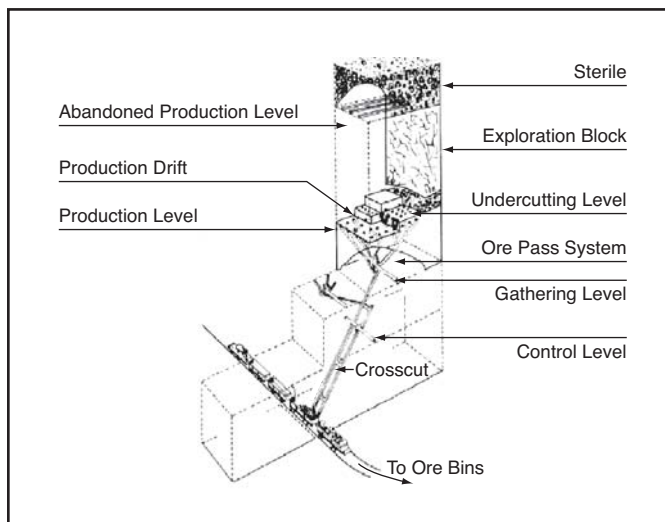 Sterile
Abandoned Production Level
Exploration Block
Production Drift
Undercutting Level
Production Level
Ore Pass System
Gathering Level
Control Level
Crosscut
To Ore Bins